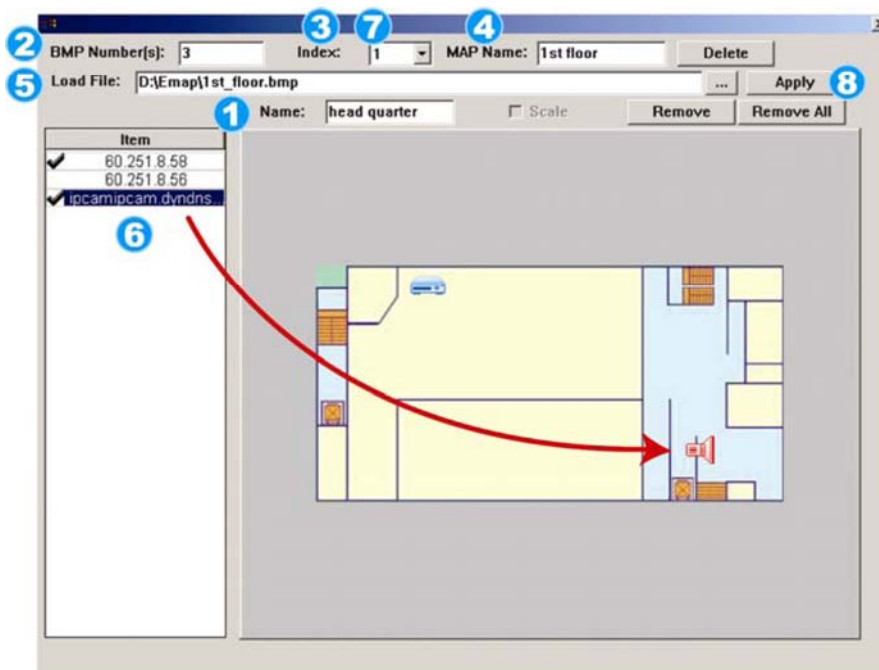 3 7 4
2 BMP Number(s): 3 Index: 1 MAP Name: 1st floor Delete
5 Load File: D:\Emap\1st_floor.bmp ... Apply 8
1 Name: head quarter Scale Remove Remove All
Item
60.251.8.58
60.251.8.56
ipcamipcam.dyndns...
6